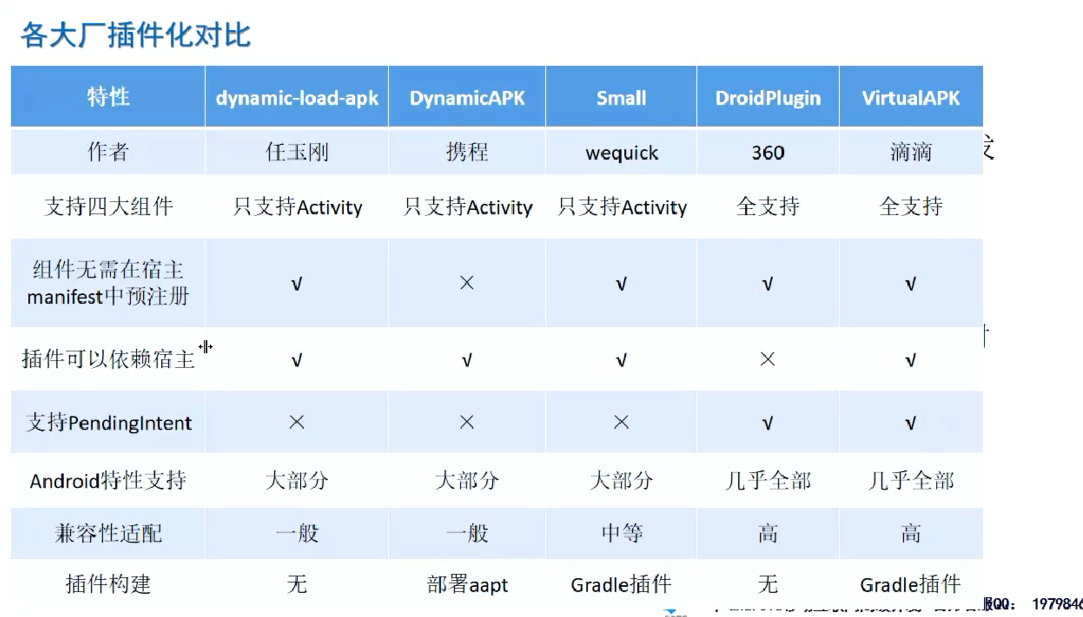 各大厂插件化对比
特性 dynamic-load-apk DynamicAPK Small DroidPlugin VirtualAPK
作者 任玉刚 携程 wequick 360 滴滴
支持四大组件 只支持Activity 只支持Activity 只支持Activity 全支持 全支持
组件无需在宿主
manifest中预注册 √ × √ √ √
插件可以依赖宿主 √ √ √ × √
支持PendingIntent × × × √ √
Android特性支持 大部分 大部分 大部分 几乎全部 几乎全部
兼容性适配 一般 一般 中等 高 高
插件构建 无 部署aapt Gradle插件 无 Gradle插件
服QQ： 1979846